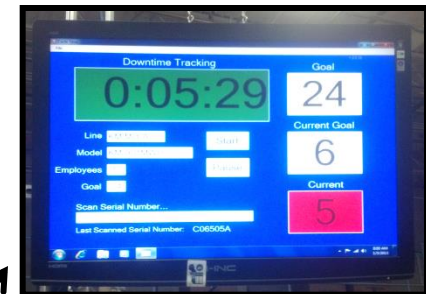 Downtime Tracking
0:05:29
Goal
24
Current Goal
6
Current
5
Line
Model
Employees
Goal
Start
Scan Serial Number...
Last Scanned Serial Number: C06505A